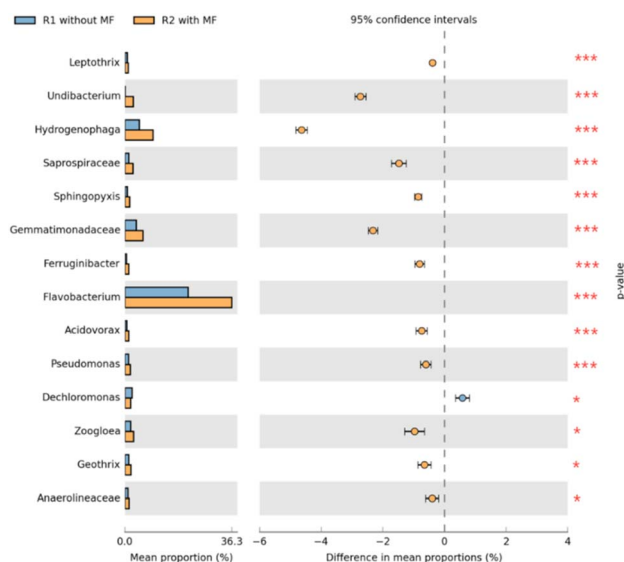 R1 without MF R2 with MF 95% confidence intervals
Leptothrix ***
Undibacterium ***
Hydrogenophaga ***
Saprospiraceae ***
Sphingopyxis ***
Gemmatimonadaceae ***
Ferruginibacter ***
Flavobacterium ***
Acidovorax ***
Pseudomonas ***
Dechloromonas *
Zoogloea *
Geothrix *
Anaerolineaceae *
p-value
0.0 36.3 −6 −4 −2 0 2 4
Mean proportion (%) Difference in mean proportions (%)